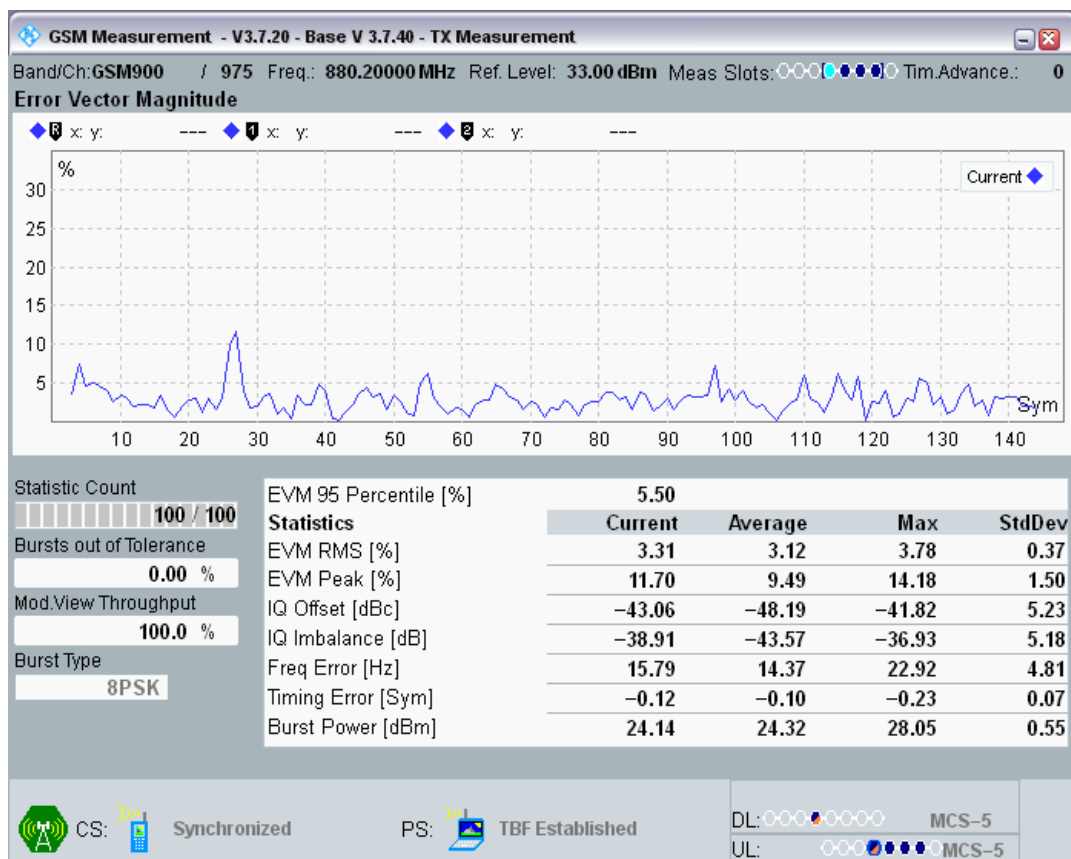 GSM Measurement - V3.7.20 - Base V 3.7.40 - TX Measurement
Band/Ch:GSM900 / 975 Freq.: 880.20000 MHz Ref. Level: 33.00 dBm Meas Slots: Tim.Advance.: 0
Error Vector Magnitude
R x: y: --- 1 x: y: --- 2 x: y: ---
%
Current
30
25
20
15
10
5
Sym
10 20 30 40 50 60 70 80 90 100 110 120 130 140
Statistic Count
100 / 100
Bursts out of Tolerance
0.00 %
Mod.View Throughput
100.0 %
Burst Type
8PSK
EVM 95 Percentile [%] 5.50
Statistics Current Average Max StdDev
EVM RMS [%] 3.31 3.12 3.78 0.37
EVM Peak [%] 11.70 9.49 14.18 1.50
IQ Offset [dBc] −43.06 −48.19 −41.82 5.23
IQ Imbalance [dB] −38.91 −43.57 −36.93 5.18
Freq Error [Hz] 15.79 14.37 22.92 4.81
Timing Error [Sym] −0.12 −0.10 −0.23 0.07
Burst Power [dBm] 24.14 24.32 28.05 0.55
CS: Synchronized PS: TBF Established
DL: MCS−5
UL: MCS−5